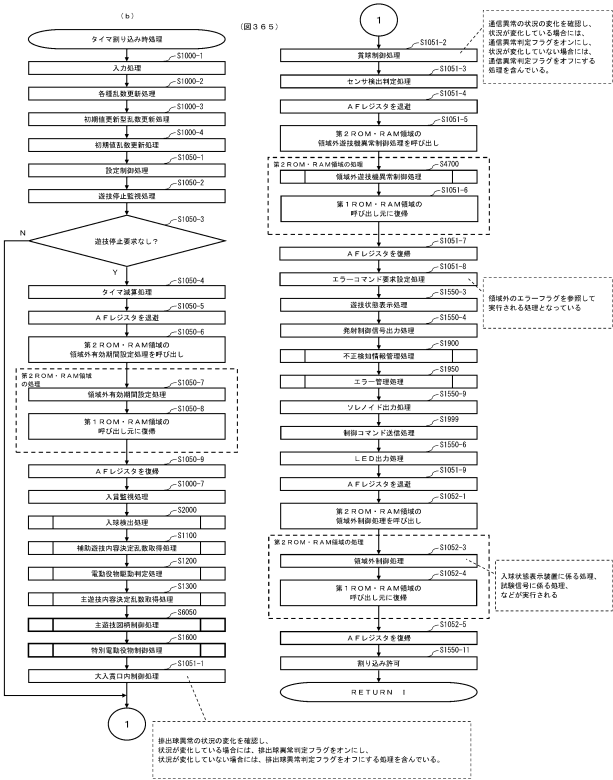 (b)
タイマ割り込み時処理
S1000-1
入力処理
S1000-2
各種乱数更新処理
S1000-3
初期値更新型乱数更新処理
S1000-4
初期値乱数更新処理
S1050-1
設定制御処理
S1050-2
遊技停止監視処理
S1050-3
遊技停止要求なし?
N
Y
S1050-4
タイマ減算処理
S1050-5
AFレジスタを退避
S1050-6
第2ROM・RAM領域の
領域外有効期間設定処理を呼び出し
第2ROM・RAM領域
の処理
S1050-7
領域外有効期間設定処理
S1050-8
第1ROM・RAM領域の
呼び出し元に復帰
S1050-9
AFレジスタを復帰
S1000-7
入賞監視処理
S2000
入球検出処理
S1100
補助遊技内容決定乱数取得処理
S1200
電動役物駆動判定処理
S1300
主遊技内容決定乱数取得処理
S6050
主遊技図柄制御処理
S1600
特別電動役物制御処理
S1051-1
大入賞口内制御処理
1
排出球異常の状況の変化を確認し、
状況が変化している場合には、排出球異常判定フラグをオンにし、
状況が変化していない場合には、排出球異常判定フラグをオフにする処理を含んでいる。
(図365)
1
S1051-2
賞球制御処理
通信異常の状況の変化を確認し、
状況が変化している場合には、
通信異常判定フラグをオンにし、
状況が変化していない場合には、
通信異常判定フラグをオフにする
処理を含んでいる。
S1051-3
センサ検出判定処理
S1051-4
AFレジスタを退避
S1051-5
第2ROM・RAM領域の
領域外遊技機異常制御処理を呼び出し
第2ROM・RAM領域の処理
S4700
領域外遊技機異常制御処理
S1051-6
第1ROM・RAM領域の
呼び出し元に復帰
S1051-7
AFレジスタを復帰
S1051-8
エラーコマンド要求設定処理
領域外のエラーフラグを参照して
実行される処理となっている
S1550-3
遊技状態表示処理
S1550-4
発射制御信号出力処理
S1900
不正検知情報管理処理
S1950
エラー管理処理
S1550-9
ソレノイド出力処理
S1999
制御コマンド送信処理
S1550-6
LED出力処理
S1051-9
AFレジスタを退避
S1052-1
第2ROM・RAM領域の
領域外制御処理を呼び出し
第2ROM・RAM領域の処理
S1052-3
領域外制御処理
S1052-4
第1ROM・RAM領域の
呼び出し元に復帰
入球状態表示装置に係る処理、
試験信号に係る処理、
などが実行される
S1052-5
AFレジスタを復帰
S1550-11
割り込み許可
RETURN I